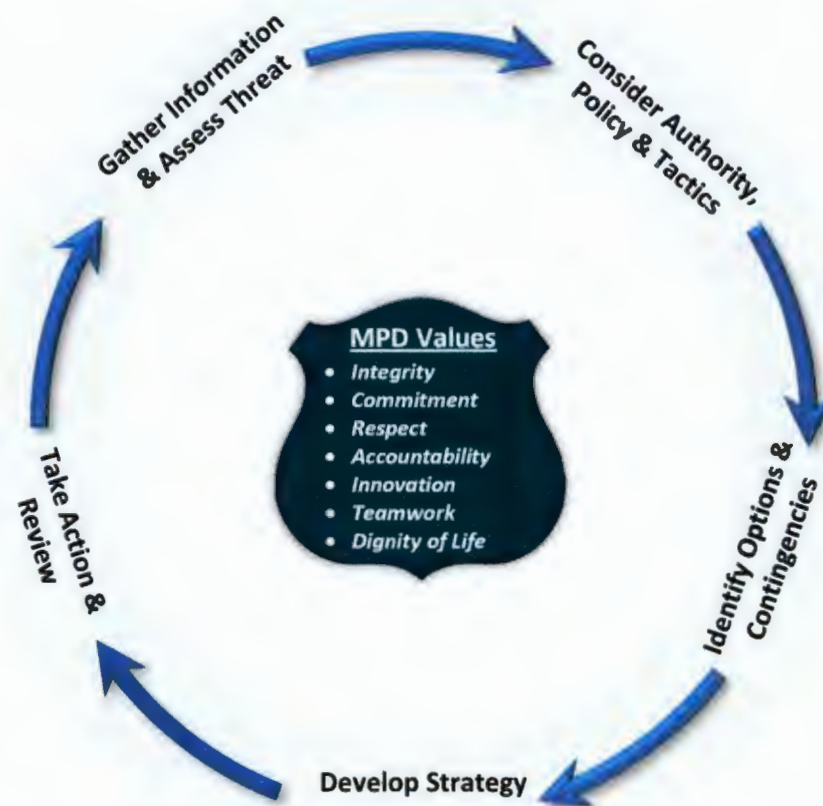 Gather Information
& Assess Threat
Consider Authority,
Policy & Tactics
Identify Options &
Contingencies
Develop Strategy
Take Action &
Review
MPD Values
• Integrity
• Commitment
• Respect
• Accountability
• Innovation
• Teamwork
• Dignity of Life